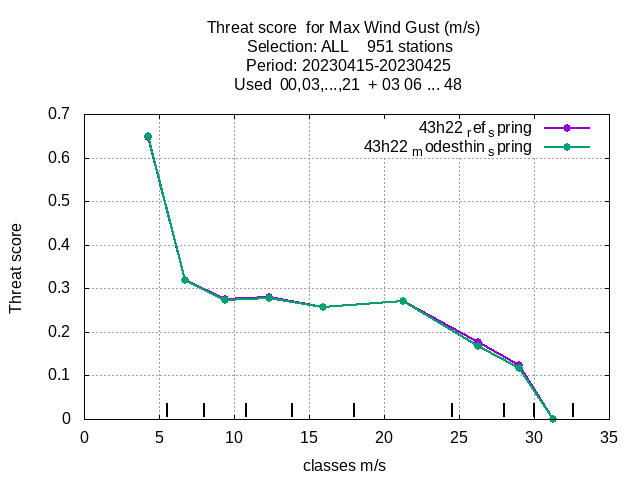 Threat score  for Max Wind Gust (m/s)
Selection: ALL    951 stations
Period: 20230415-20230425
Used  00,03,...,21  + 03 06 ... 48
43h22 ref spring
43h22 modesthin spring
Threat score
0.7
0.6
0.5
0.4
0.3
0.2
0.1
0
0 5 10 15 20 25 30 35
classes m/s